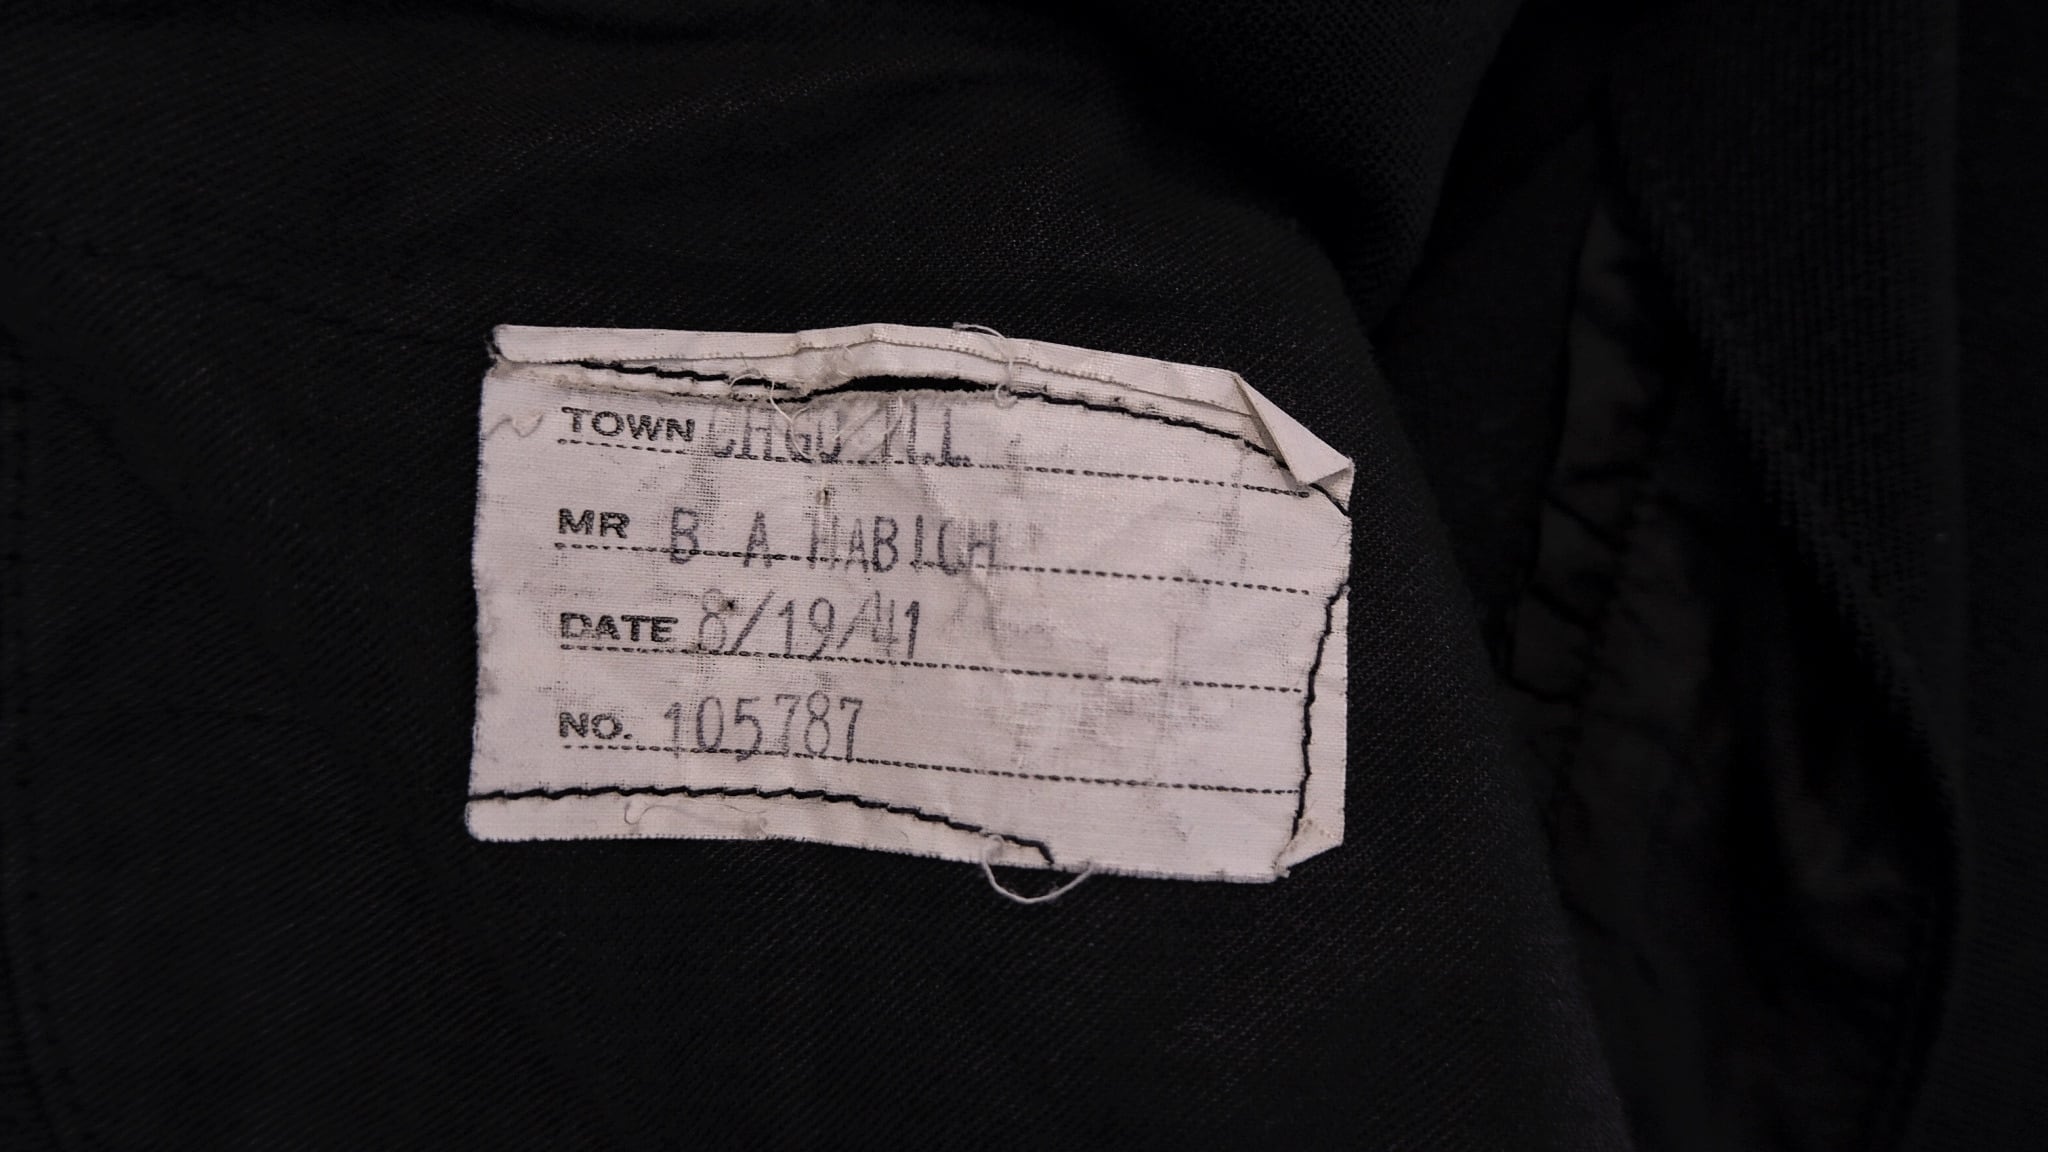 TOWN CHGO ILL
MR B A HABICH
DATE 8/19/41
NO. 105787